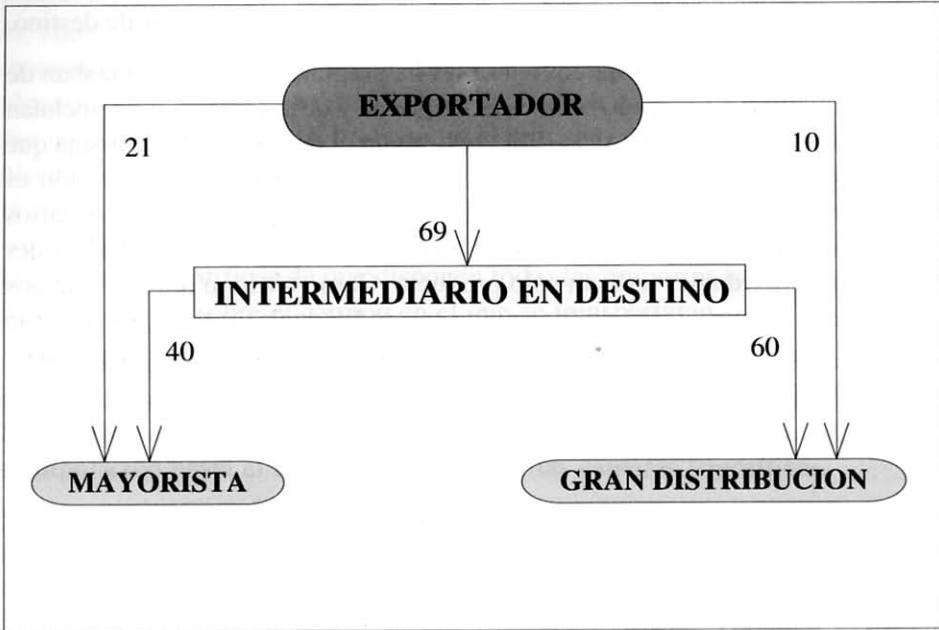 EXPORTADOR
21
10
69
INTERMEDIARIO EN DESTINO
40
60
MAYORISTA
GRAN DISTRIBUCION